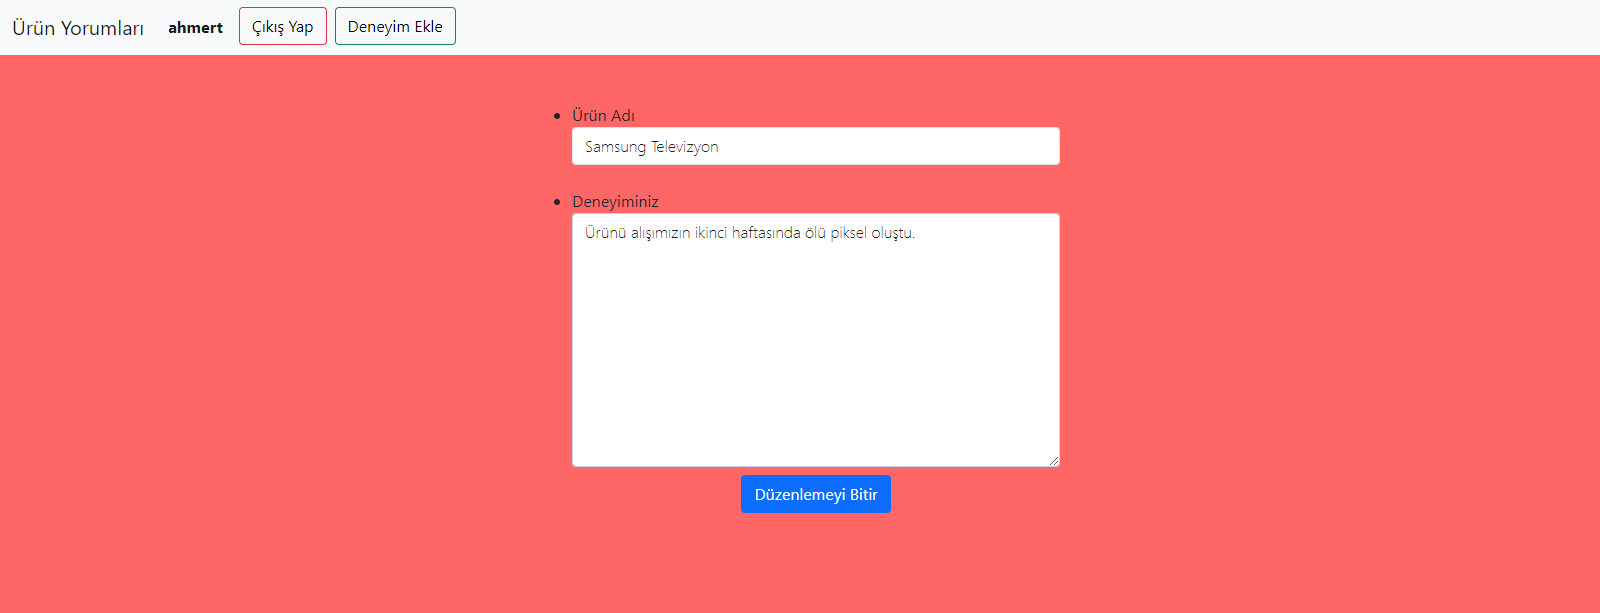 Ürün Yorumları ahmert Çıkış Yap Deneyim Ekle
Ürün Adı
Samsung Televizyon
Deneyiminiz
Ürünü alışımızın ikinci haftasında ölü piksel oluştu.
Düzenlemeyi Bitir